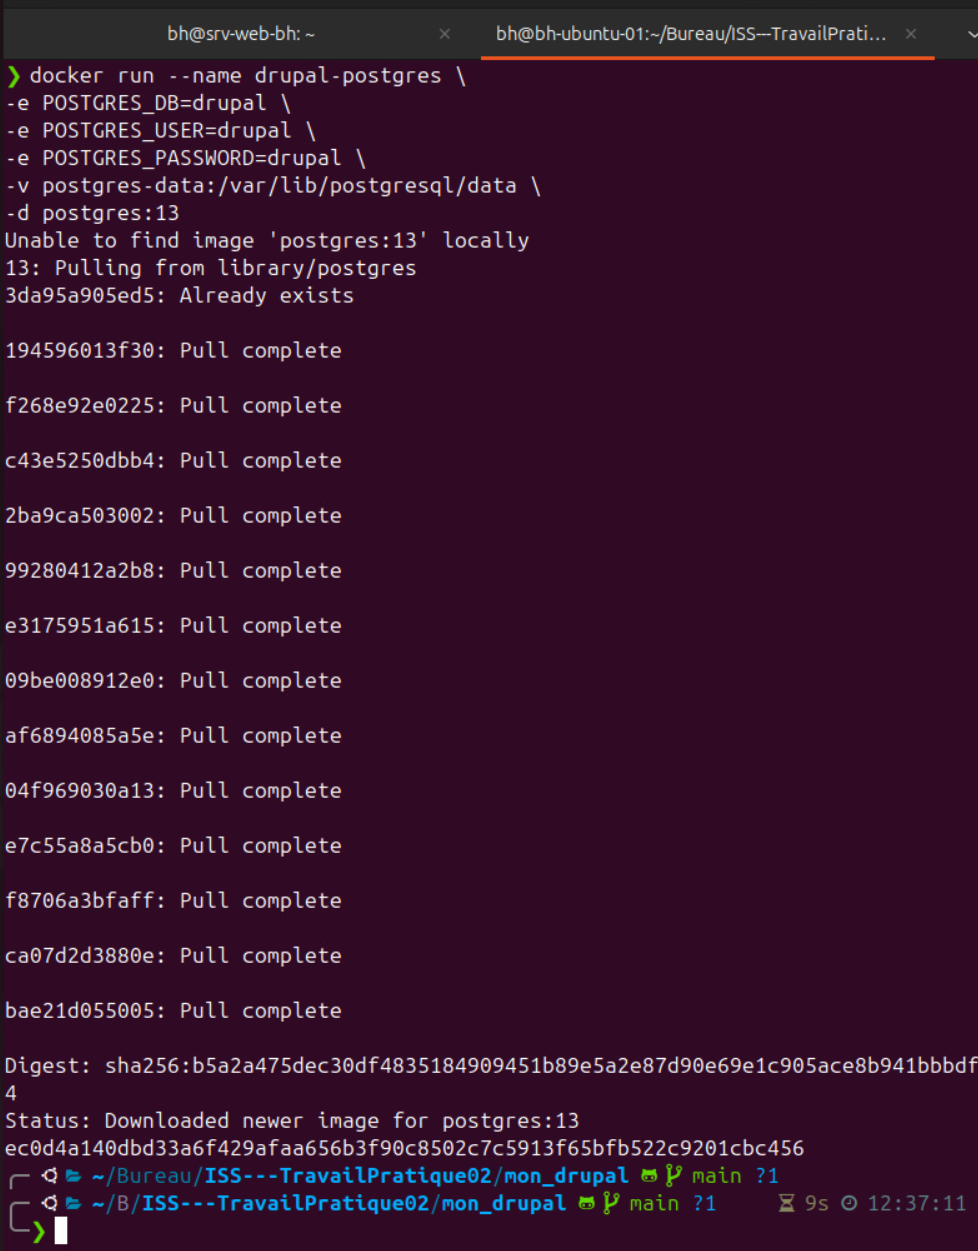 bh@srv-web-bh: ~ × bh@bh-ubuntu-01:~/Bureau/ISS---TravailPrati... ×
❯ docker run --name drupal-postgres \
-e POSTGRES_DB=drupal \
-e POSTGRES_USER=drupal \
-e POSTGRES_PASSWORD=drupal \
-v postgres-data:/var/lib/postgresql/data \
-d postgres:13
Unable to find image 'postgres:13' locally
13: Pulling from library/postgres
3da95a905ed5: Already exists
194596013f30: Pull complete
f268e92e0225: Pull complete
c43e5250dbb4: Pull complete
2ba9ca503002: Pull complete
99280412a2b8: Pull complete
e3175951a615: Pull complete
09be008912e0: Pull complete
af6894085a5e: Pull complete
04f969030a13: Pull complete
e7c55a8a5cb0: Pull complete
f8706a3bfaff: Pull complete
ca07d2d3880e: Pull complete
bae21d055005: Pull complete
Digest: sha256:b5a2a475dec30df4835184909451b89e5a2e87d90e69e1c905ace8b941bbbdf
4
Status: Downloaded newer image for postgres:13
ec0d4a140dbd33a6f429afaa656b3f90c8502c7c5913f65bfb522c9201cbc456
~/Bureau/ISS---TravailPratique02/mon_drupal main ?1
~/B/ISS---TravailPratique02/mon_drupal main ?1 9s 12:37:11
❯